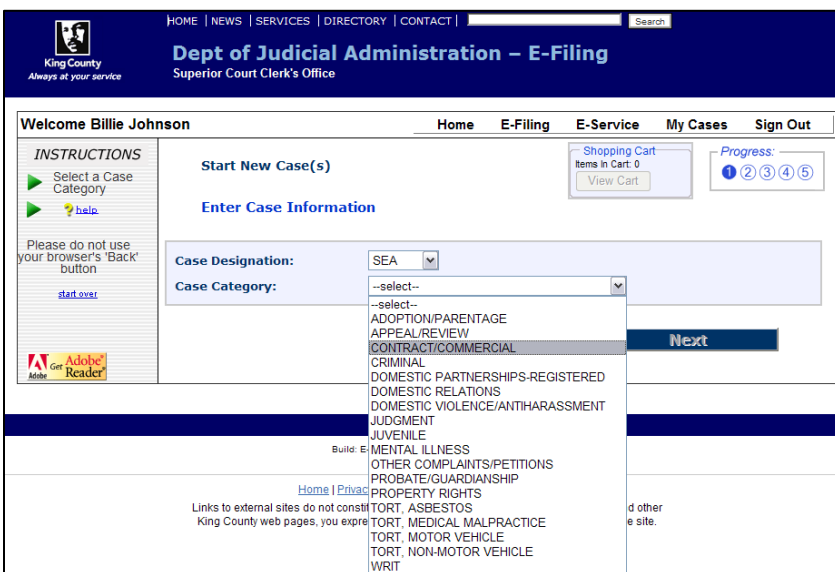 HOME | NEWS | SERVICES | DIRECTORY | CONTACT |
Search
King County
Always at your service
Dept of Judicial Administration – E-Filing
Superior Court Clerk's Office
Welcome Billie Johnson
Home E-Filing E-Service My Cases Sign Out
INSTRUCTIONS
Select a Case
Category
help
Please do not use
your browser's 'Back'
button
start over
Get Adobe®
Reader®
Adobe
Start New Case(s)
Shopping Cart
Items In Cart: 0
View Cart
Progress:
1 2 3 4 5
Enter Case Information
Case Designation: SEA
Case Category: --select--
--select--
ADOPTION/PARENTAGE
APPEAL/REVIEW
CONTRACT/COMMERCIAL
CRIMINAL
DOMESTIC PARTNERSHIPS-REGISTERED
DOMESTIC RELATIONS
DOMESTIC VIOLENCE/ANTIHARASSMENT
JUDGMENT
JUVENILE
MENTAL ILLNESS
OTHER COMPLAINTS/PETITIONS
PROBATE/GUARDIANSHIP
PROPERTY RIGHTS
TORT, ASBESTOS
TORT, MEDICAL MALPRACTICE
TORT, MOTOR VEHICLE
TORT, NON-MOTOR VEHICLE
WRIT
Next
Build: E
Home | Privac
Links to external sites do not constit d other
King County web pages, you expre e site.